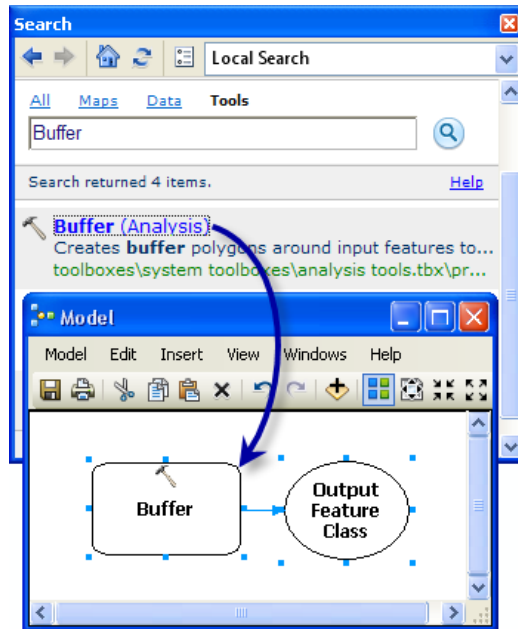 Search
Local Search
All Maps Data Tools
Buffer
Search returned 4 items. Help
Buffer (Analysis)
Creates buffer polygons around input features to...
toolboxes\system toolboxes\analysis tools.tbx\pr...
Model
Model Edit Insert View Windows Help
Buffer
Output
Feature
Class